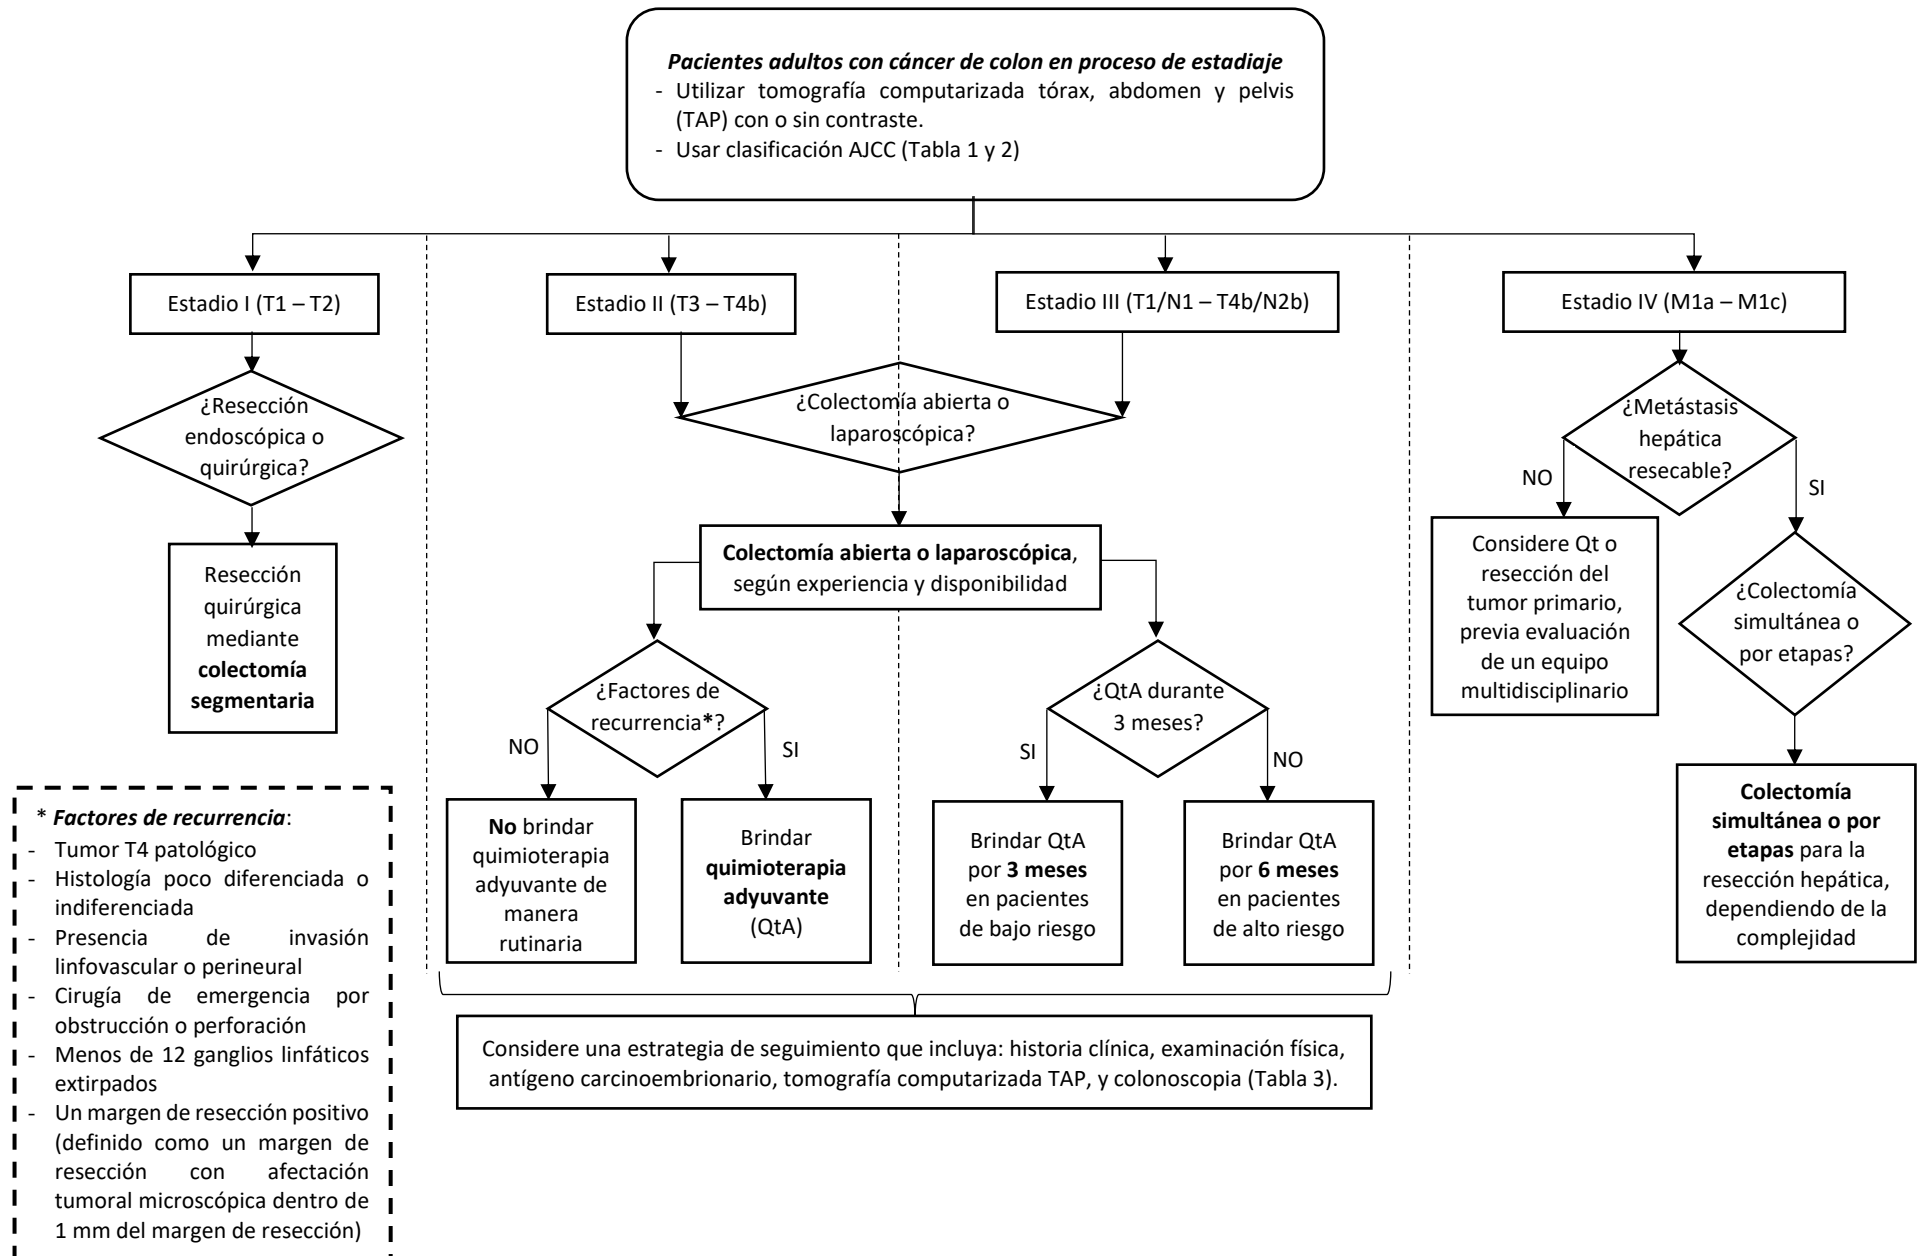 Pacientes adultos con cáncer de colon en proceso de estadiaje
- Utilizar tomografía computarizada tórax, abdomen y pelvis
(TAP) con o sin contraste.
- Usar clasificación AJCC (Tabla 1 y 2)
Estadio I (T1 – T2)
Estadio II (T3 – T4b)
Estadio III (T1/N1 – T4b/N2b)
Estadio IV (M1a – M1c)
¿Resección
endoscópica o
quirúrgica?
Resección
quirúrgica
mediante
colectomía
segmentaria
¿Colectomía abierta o
laparoscópica?
Colectomía abierta o laparoscópica,
según experiencia y disponibilidad
¿Factores de
recurrencia*?
NO
SI
No brindar
quimioterapia
adyuvante de
manera
rutinaria
Brindar
quimioterapia
adyuvante
(QtA)
¿QtA durante
3 meses?
SI
NO
Brindar QtA
por 3 meses
en pacientes
de bajo riesgo
Brindar QtA
por 6 meses
en pacientes
de alto riesgo
¿Metástasis
hepática
resecable?
NO
SI
Considere Qt o
resección del
tumor primario,
previa evaluación
de un equipo
multidisciplinario
¿Colectomía
simultánea o
por etapas?
Colectomía
simultánea o por
etapas para la
resección hepática,
dependiendo de la
complejidad
Considere una estrategia de seguimiento que incluya: historia clínica, examinación física,
antígeno carcinoembrionario, tomografía computarizada TAP, y colonoscopia (Tabla 3).
* Factores de recurrencia:
- Tumor T4 patológico
- Histología poco diferenciada o
indiferenciada
- Presencia de invasión
linfovascular o perineural
- Cirugía de emergencia por
obstrucción o perforación
- Menos de 12 ganglios linfáticos
extirpados
- Un margen de resección positivo
(definido como un margen de
resección con afectación
tumoral microscópica dentro de
1 mm del margen de resección)